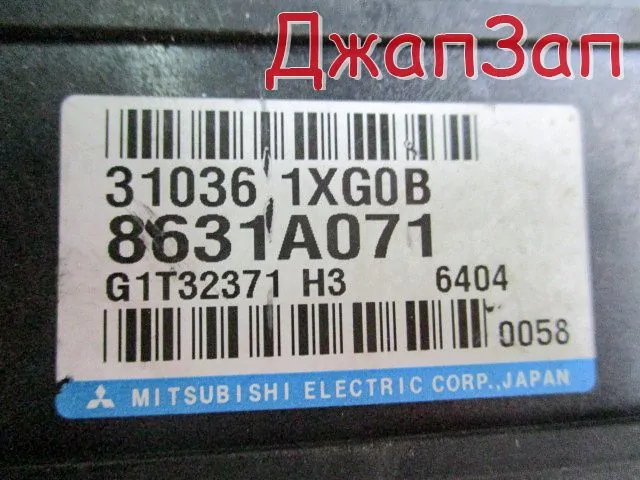 ДжапЗап
31036 1XG0B
8631A071
G1T32371 H3 6404
0058
MITSUBISHI ELECTRIC CORP., JAPAN